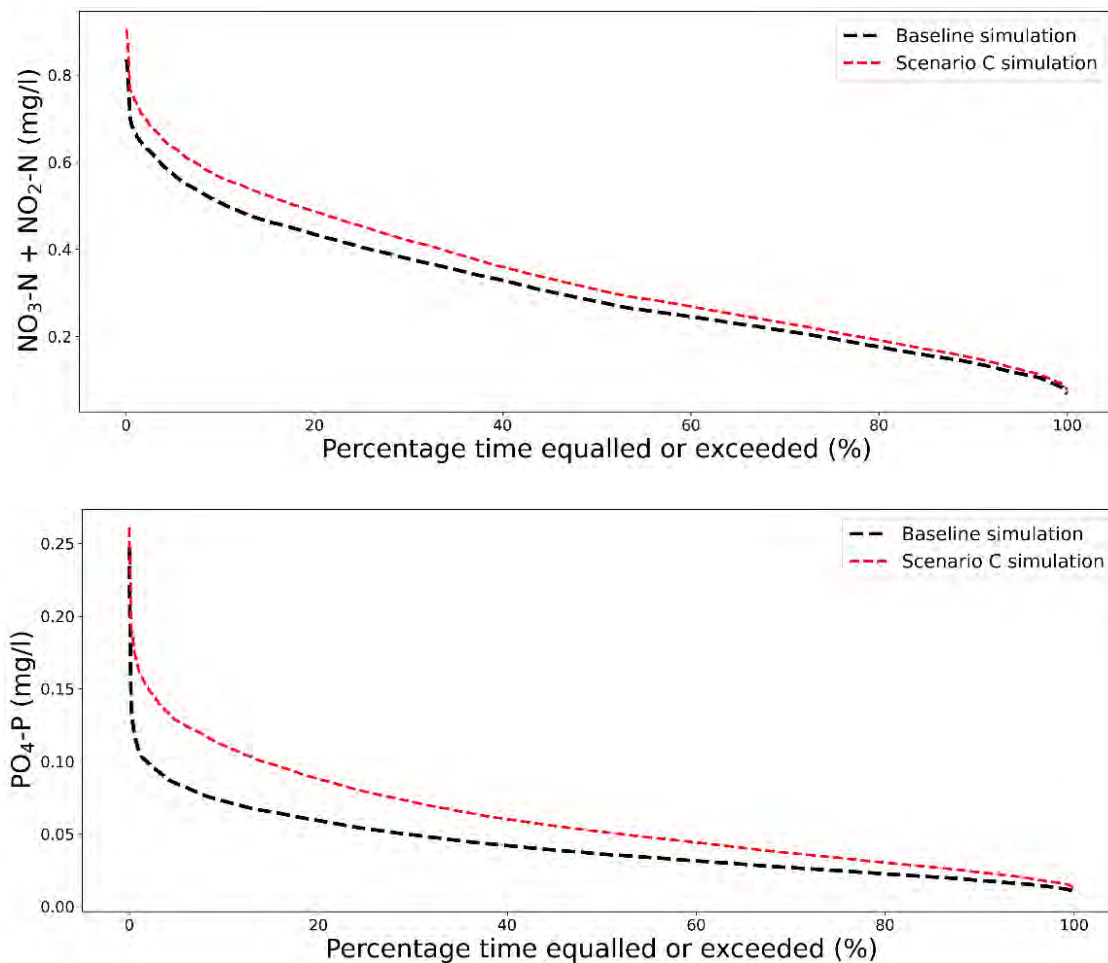 Baseline simulation
Scenario C simulation
NO₃-N + NO₂-N (mg/l)
0.8
0.6
0.4
0.2
0 20 40 60 80 100
Percentage time equalled or exceeded (%)
Baseline simulation
Scenario C simulation
PO₄-P (mg/l)
0.25
0.20
0.15
0.10
0.05
0.00
0 20 40 60 80 100
Percentage time equalled or exceeded (%)